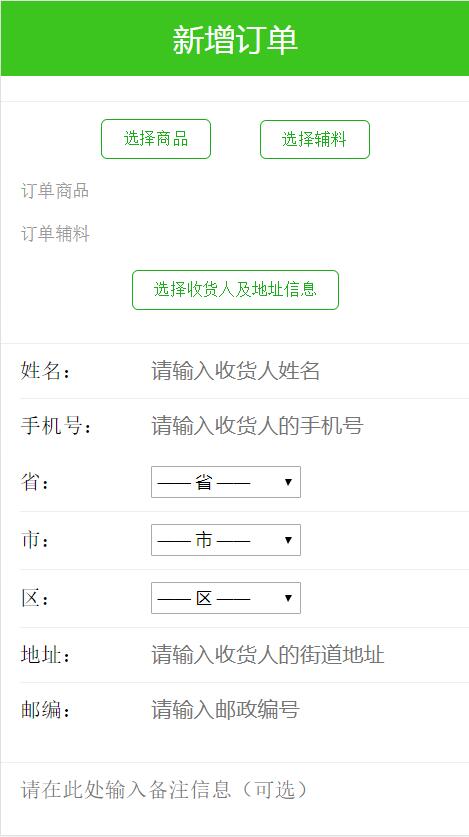 新增订单
选择商品 选择辅料
订单商品
订单辅料
选择收货人及地址信息
姓名： 请输入收货人姓名
手机号： 请输入收货人的手机号
省： —— 省 ——
市： —— 市 ——
区： —— 区 ——
地址： 请输入收货人的街道地址
邮编： 请输入邮政编号
请在此处输入备注信息（可选）